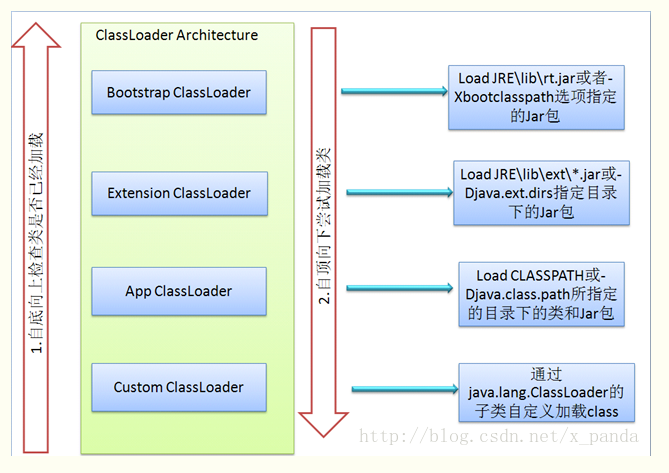 ClassLoader Architecture
1.自底向上检查类是否已经加载
Bootstrap ClassLoader
Extension ClassLoader
App ClassLoader
Custom ClassLoader
2.自顶向下尝试加载类
Load JRE\lib\rt.jar或者-
Xbootclasspath选项指定
的Jar包
Load JRE\lib\ext\*.jar或-
Djava.ext.dirs指定目录
下的Jar包
Load CLASSPATH或-
Djava.class.path所指定
的目录下的类和Jar包
通过
java.lang.ClassLoader的
子类自定义加载class
http://blog.csdn.net/x_panda